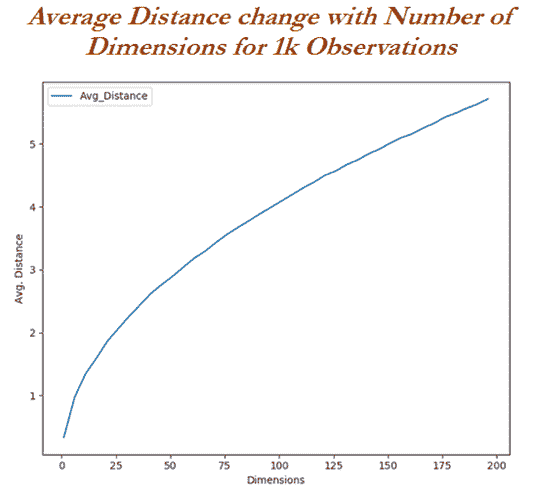 Average Distance change with Number of
Dimensions for 1k Observations
Avg_Distance
5
4
3
2
1
Avg. Distance
0 25 50 75 100 125 150 175 200
Dimensions